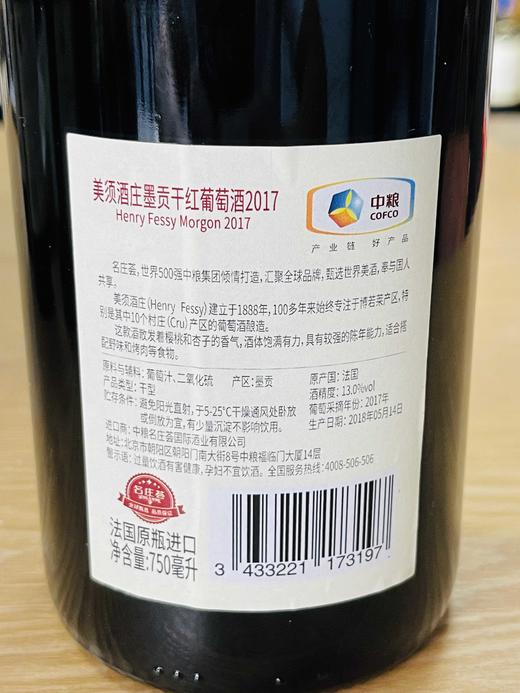 美须酒庄墨贡干红葡萄酒2017
Henry Fessy Morgon 2017
中粮
COFCO
产业链 好产品
名庄荟，世界500强中粮集团倾情打造，汇聚全球品牌，甄选世界美酒，奉与国人
共享。
美须酒庄（Henry Fessy）建立于1888年，100多年来始终专注于博若莱产区，特
别是其中10个村庄（Cru）产区的葡萄酒酿造。
这款酒散发着樱桃和杏子的香气，酒体饱满有力，具有较强的陈年能力，适合搭
配野味和烤肉等食物。
原料与辅料：葡萄汁、二氧化硫 产区：墨贡 原产国：法国
产品类型：干型 酒精度：13.0%vol
贮存条件：避免阳光直射，于5-25°C干燥通风处卧放 葡萄采摘年份：2017年
或倒放为宜，有少量沉淀不影响饮用。 生产日期：2018年05月14日
进口商：中粮名庄荟国际酒业有限公司
地址：北京市朝阳区朝阳门南大街8号中粮福临门大厦14层
警示语：过量饮酒有害健康，孕妇不宜饮酒。全国服务热线：4008-506-506
名庄荟
全球甄选 品质保证
法国原瓶进口
净含量：750毫升
3 433221 173197